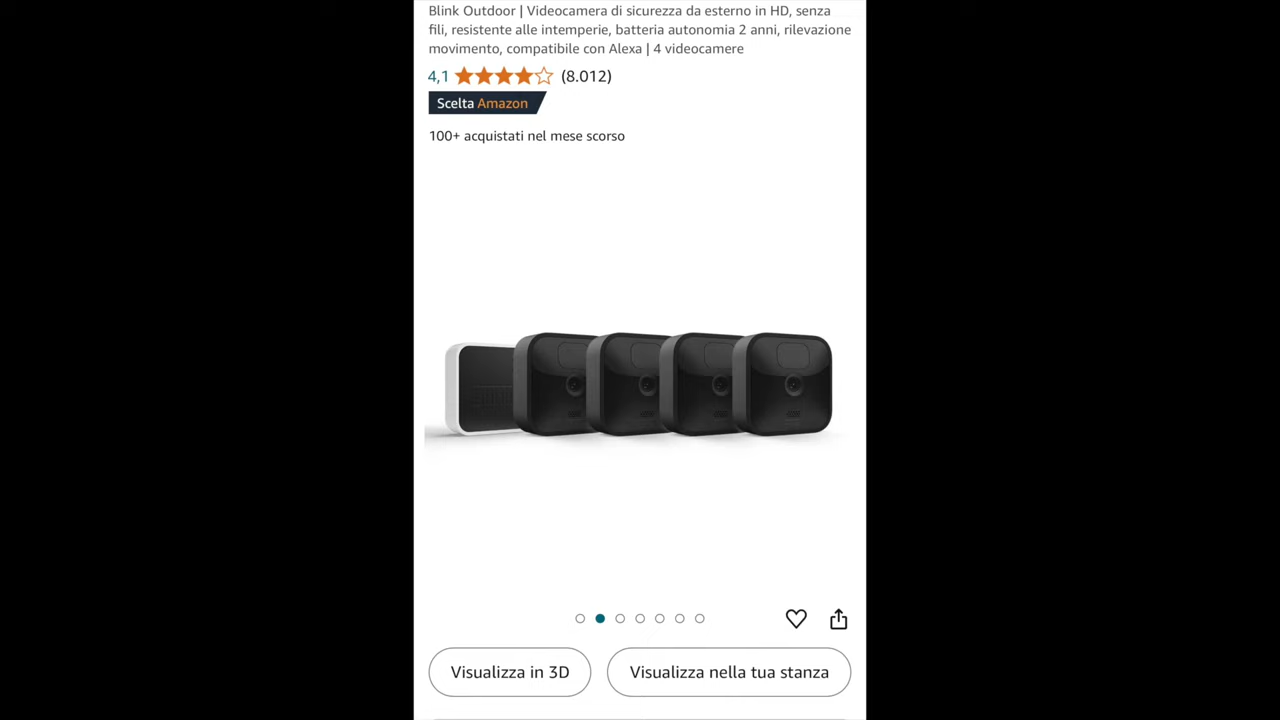 Blink Outdoor | Videocamera di sicurezza da esterno in HD, senza
fili, resistente alle intemperie, batteria autonomia 2 anni, rilevazione
movimento, compatibile con Alexa | 4 videocamere
4,1 (8.012)
Scelta Amazon
100+ acquistati nel mese scorso
Visualizza in 3D
Visualizza nella tua stanza